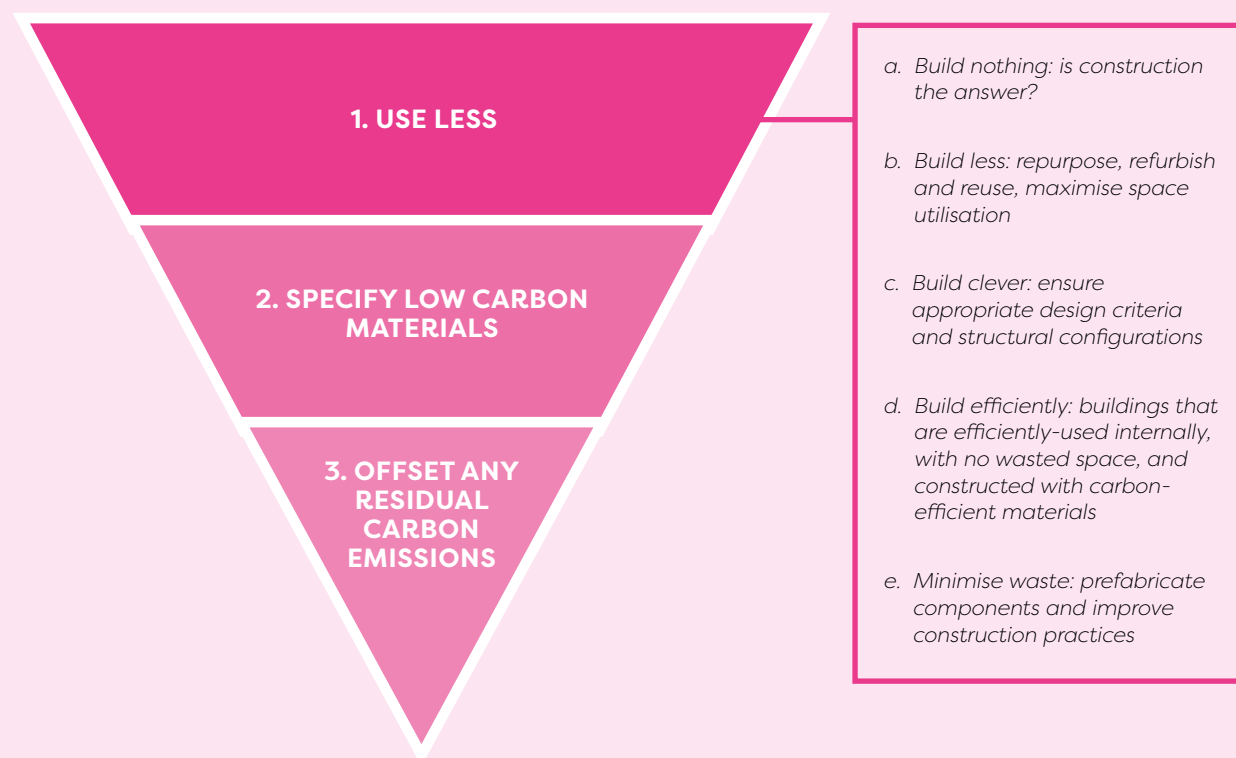 1. USE LESS
2. SPECIFY LOW CARBON
MATERIALS
3. OFFSET ANY
RESIDUAL
CARBON
EMISSIONS
a. Build nothing: is construction
the answer?
b. Build less: repurpose, refurbish
and reuse, maximise space
utilisation
c. Build clever: ensure
appropriate design criteria
and structural configurations
d. Build efficiently: buildings that
are efficiently-used internally,
with no wasted space, and
constructed with carbon-
efficient materials
e. Minimise waste: prefabricate
components and improve
construction practices